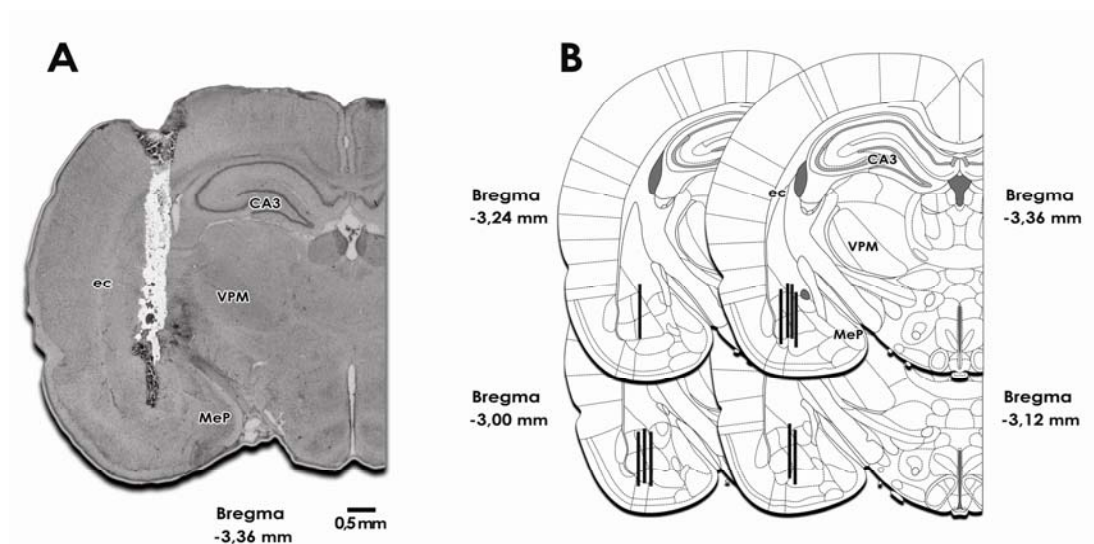 A
CA3
ec
VPM
MeP
Bregma
-3,36 mm
0,5 mm
B
Bregma
-3,24 mm
CA3
ec
Bregma
-3,36 mm
VPM
MeP
Bregma
-3,00 mm
Bregma
-3,12 mm